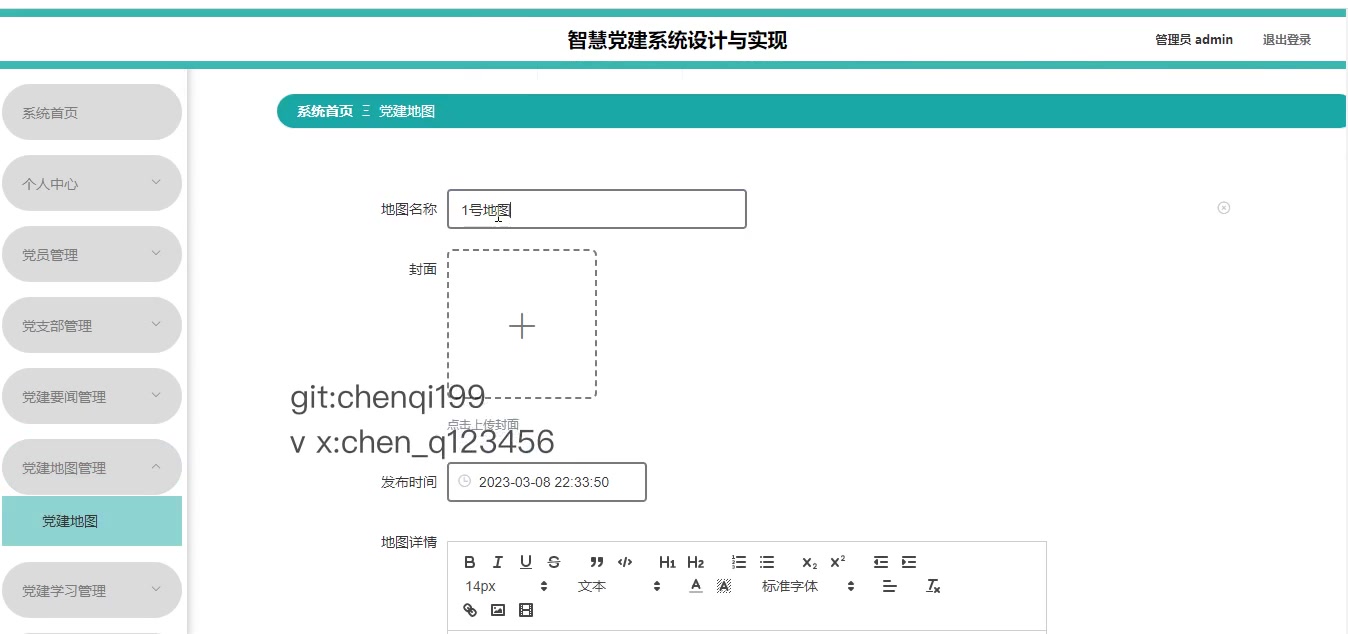 智慧党建系统设计与实现
管理员 admin
退出登录
系统首页
个人中心
党员管理
党支部管理
党建要闻管理
党建地图管理
党建地图
党建学习管理
系统首页 Ξ 党建地图
地图名称
1号地图
封面
点击上传封面
git:chenqi199
v x:chen_q123456
发布时间
2023-03-08 22:33:50
地图详情
B I U S ” </> H1 H2 x₂ x²
14px 文本 A A 标准字体 Tx